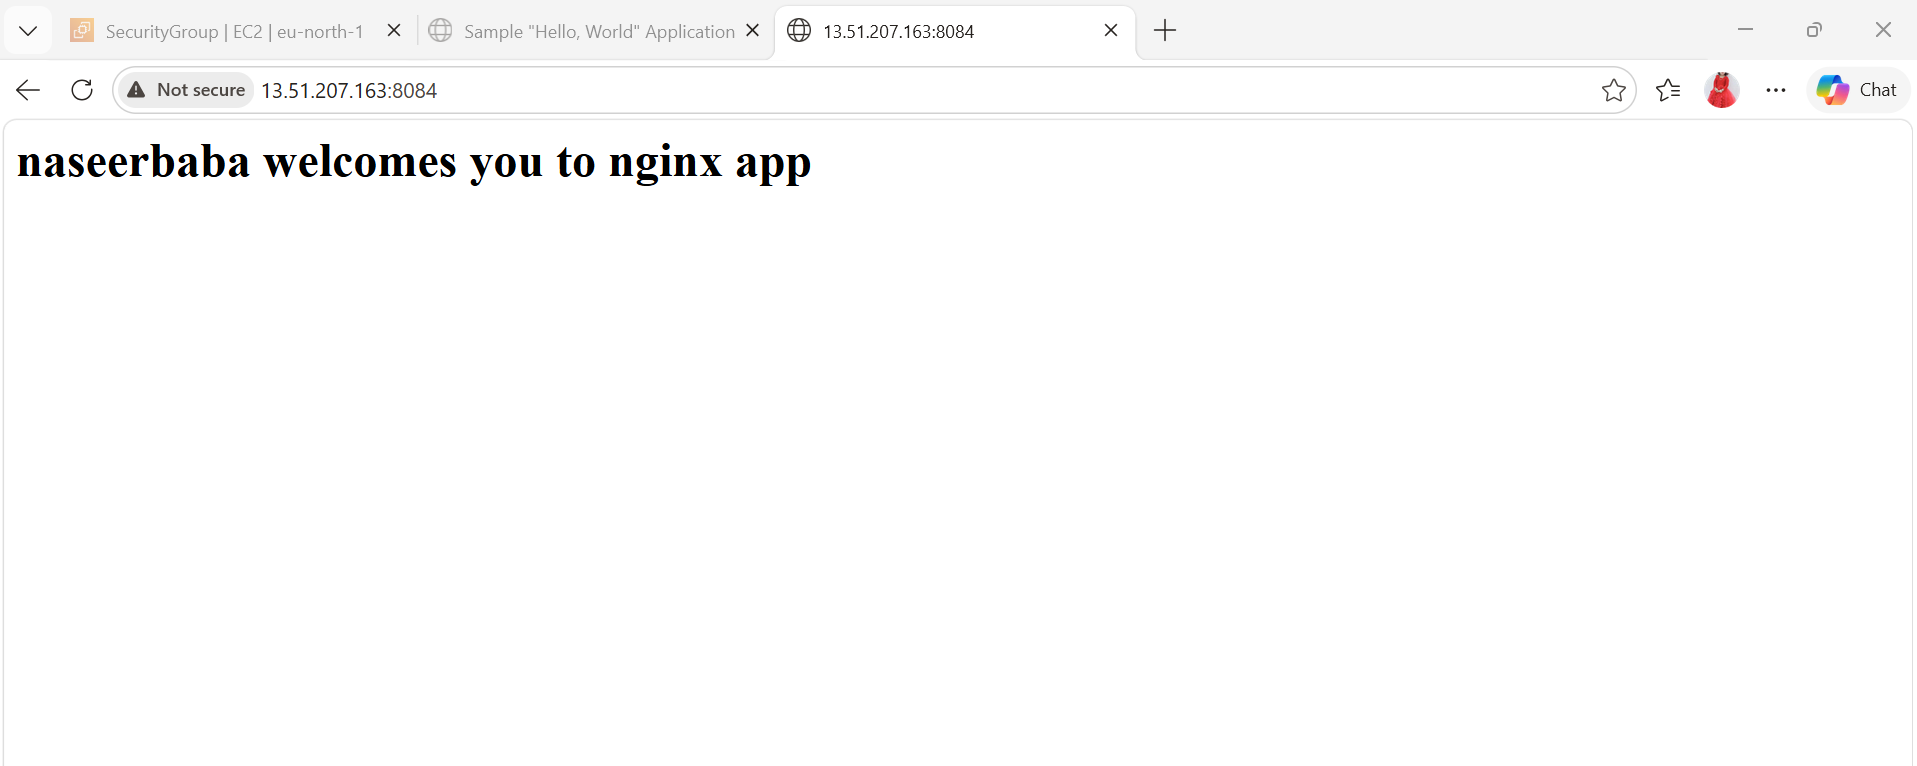 SecurityGroup | EC2 | eu-north-1
Sample "Hello, World" Application
13.51.207.163:8084
Not secure
13.51.207.163:8084
Chat
naseerbaba welcomes you to nginx app